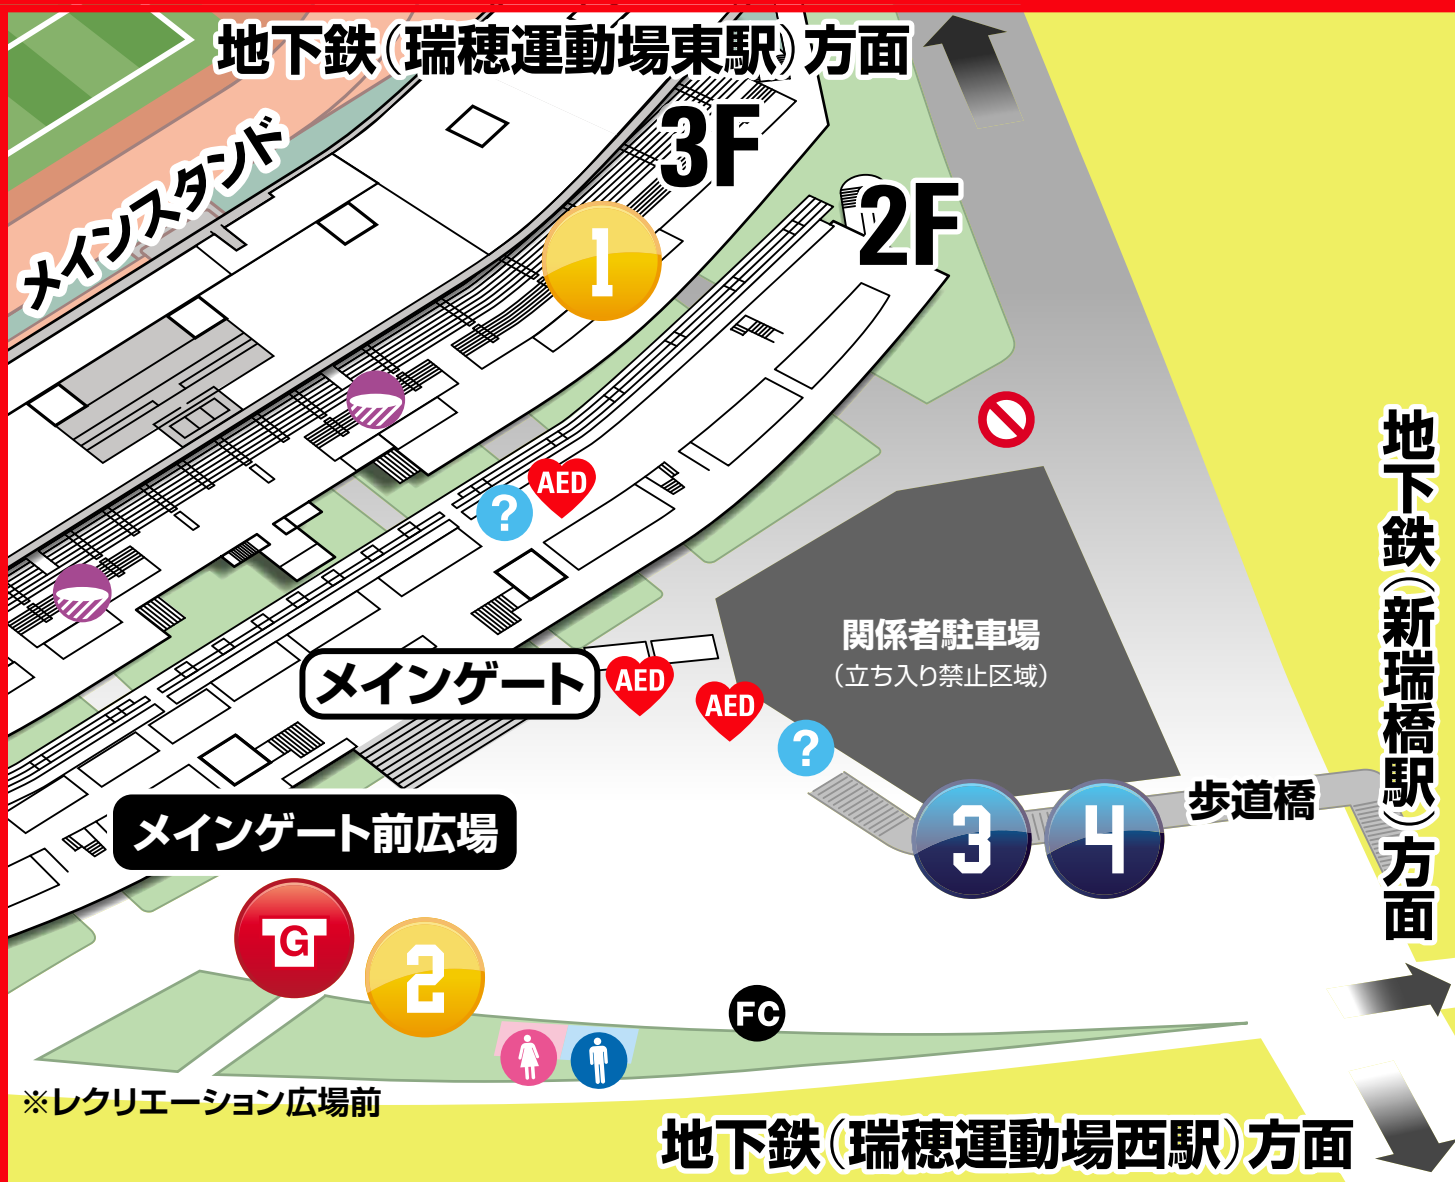 地下鉄（瑞穂運動場東駅）方面
メインスタンド
3F
2F
1
AED
?
関係者駐車場
（立ち入り禁止区域）
メインゲート
AED
AED
?
地下鉄（新瑞橋駅）方面
歩道橋
3
4
メインゲート前広場
G
2
FC
※レクリエーション広場前
地下鉄（瑞穂運動場西駅）方面